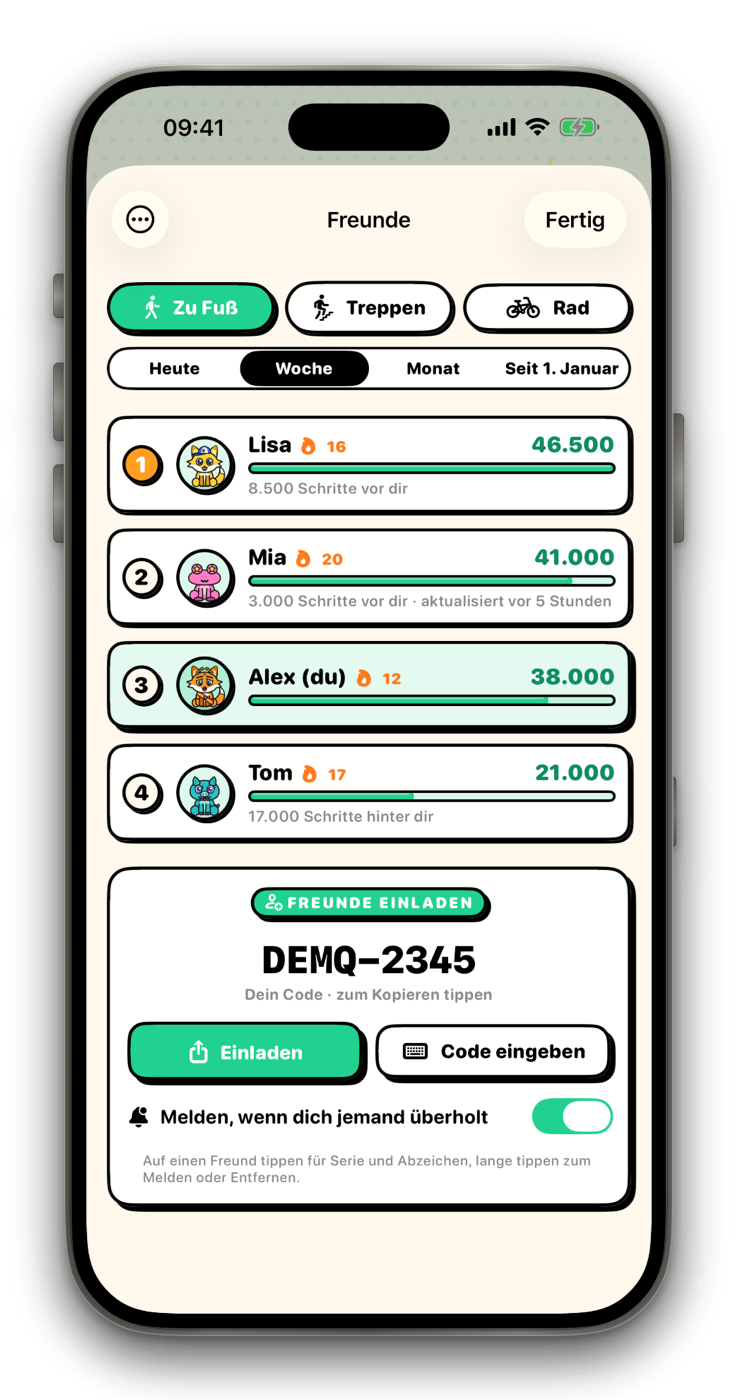 09:41
Freunde
Fertig
Zu Fuß
Treppen
Rad
Heute
Woche
Monat
Seit 1. Januar
1
Lisa 16
46.500
8.500 Schritte vor dir
2
Mia 20
41.000
3.000 Schritte vor dir · aktualisiert vor 5 Stunden
3
Alex (du) 12
38.000
4
Tom 17
21.000
17.000 Schritte hinter dir
FREUNDE EINLADEN
DEMQ–2345
Dein Code · zum Kopieren tippen
Einladen
Code eingeben
Melden, wenn dich jemand überholt
Auf einen Freund tippen für Serie und Abzeichen, lange tippen zum
Melden oder Entfernen.